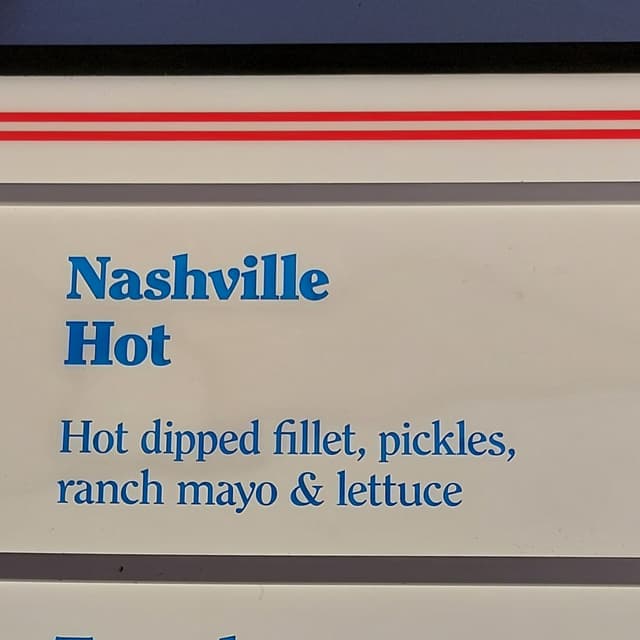 Nashville
Hot
Hot dipped fillet, pickles,
ranch mayo & lettuce